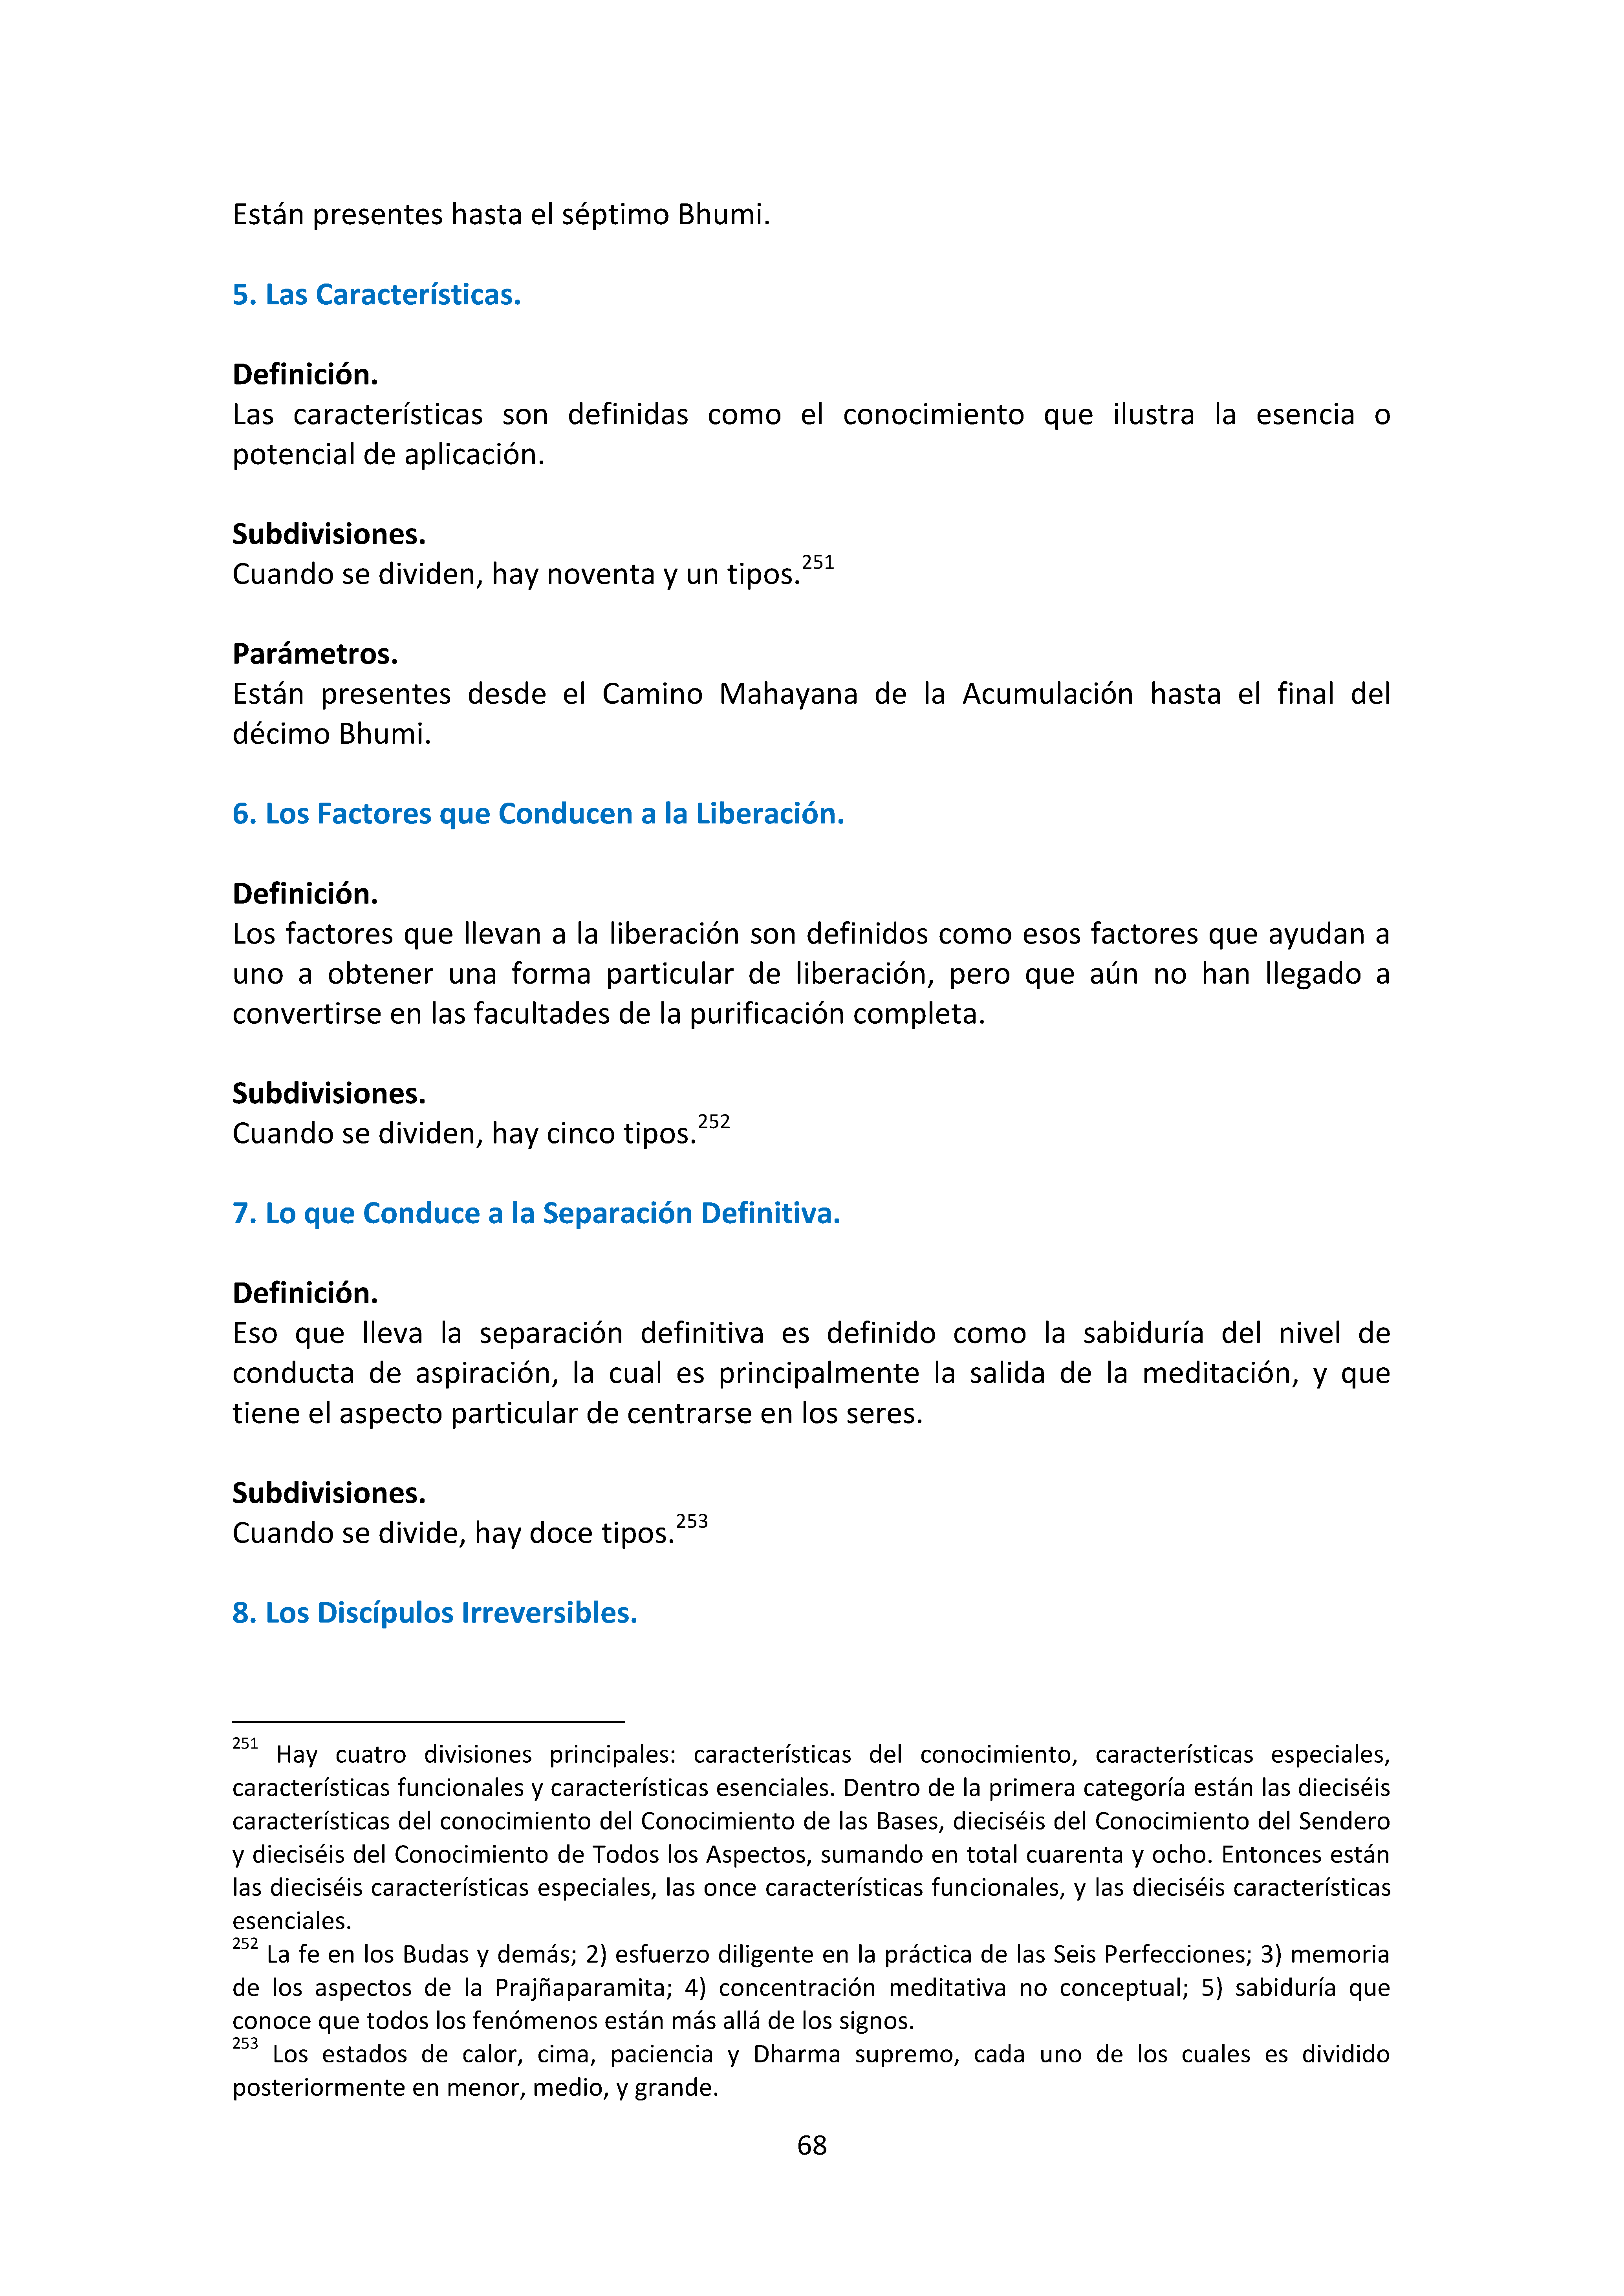 Están presentes hasta el séptimo Bhumi.
5. Las Características.
Definición.
Las características son definidas como el conocimiento que ilustra la esencia o
potencial de aplicación.
Subdivisiones.
Cuando se dividen, hay noventa y un tipos.251
Parámetros.
Están presentes desde el Camino Mahayana de la Acumulación hasta el final del
décimo Bhumi.
6. Los Factores que Conducen a la Liberación.
Definición.
Los factores que llevan a la liberación son definidos como esos factores que ayudan a
uno a obtener una forma particular de liberación, pero que aún no han llegado a
convertirse en las facultades de la purificación completa.
Subdivisiones.
Cuando se dividen, hay cinco tipos.252
7. Lo que Conduce a la Separación Definitiva.
Definición.
Eso que lleva la separación definitiva es definido como la sabiduría del nivel de
conducta de aspiración, la cual es principalmente la salida de la meditación, y que
tiene el aspecto particular de centrarse en los seres.
Subdivisiones.
Cuando se divide, hay doce tipos.253
8. Los Discípulos Irreversibles.
251 Hay cuatro divisiones principales: características del conocimiento, características especiales,
características funcionales y características esenciales. Dentro de la primera categoría están las dieciséis
características del conocimiento del Conocimiento de las Bases, dieciséis del Conocimiento del Sendero
y dieciséis del Conocimiento de Todos los Aspectos, sumando en total cuarenta y ocho. Entonces están
las dieciséis características especiales, las once características funcionales, y las dieciséis características
esenciales.
252 La fe en los Budas y demás; 2) esfuerzo diligente en la práctica de las Seis Perfecciones; 3) memoria
de los aspectos de la Prajñaparamita; 4) concentración meditativa no conceptual; 5) sabiduría que
conoce que todos los fenómenos están más allá de los signos.
253 Los estados de calor, cima, paciencia y Dharma supremo, cada uno de los cuales es dividido
posteriormente en menor, medio, y grande.
68